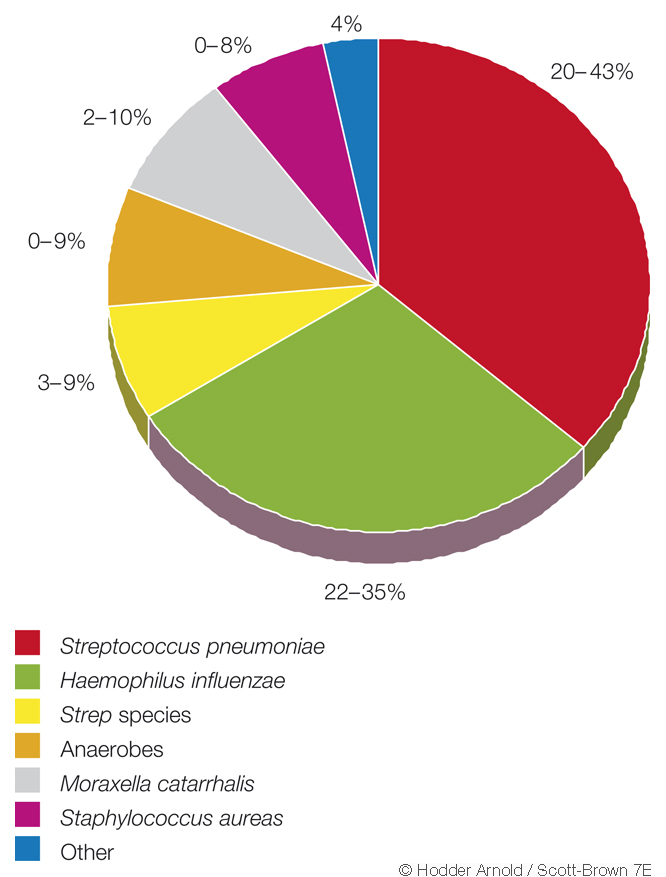 4%
0–8%
20–43%
2–10%
0–9%
3–9%
22–35%
Streptococcus pneumoniae
Haemophilus influenzae
Strep species
Anaerobes
Moraxella catarrhalis
Staphylococcus aureas
Other
© Hodder Arnold / Scott-Brown 7E